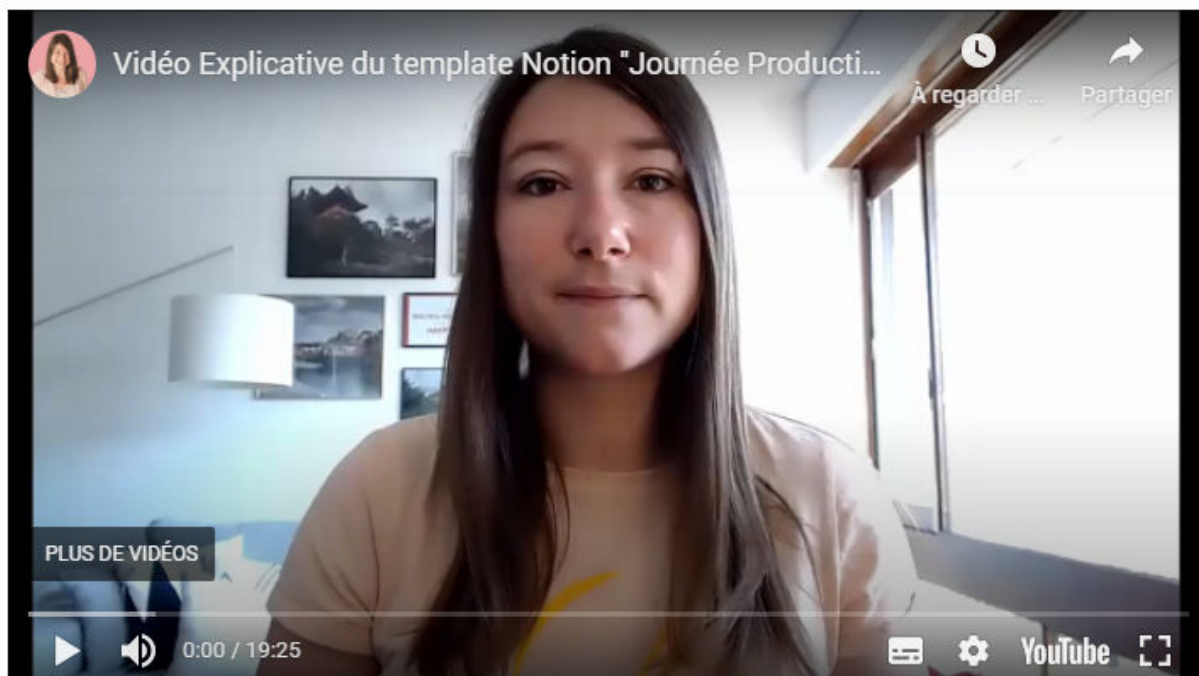 Vidéo Explicative du template Notion "Journée Producti...
À regarder ...
Partager
PLUS DE VIDÉOS
0:00 / 19:25
YouTube